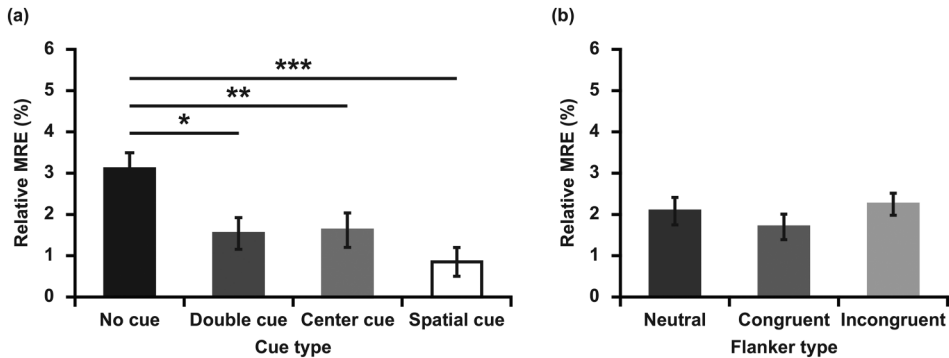 (a)
Relative MRE (%)
6
5
4
3
2
1
0
***
**
*
No cue
Double cue
Center cue
Spatial cue
Cue type
(b)
Relative MRE (%)
6
5
4
3
2
1
0
Neutral
Congruent
Incongruent
Flanker type